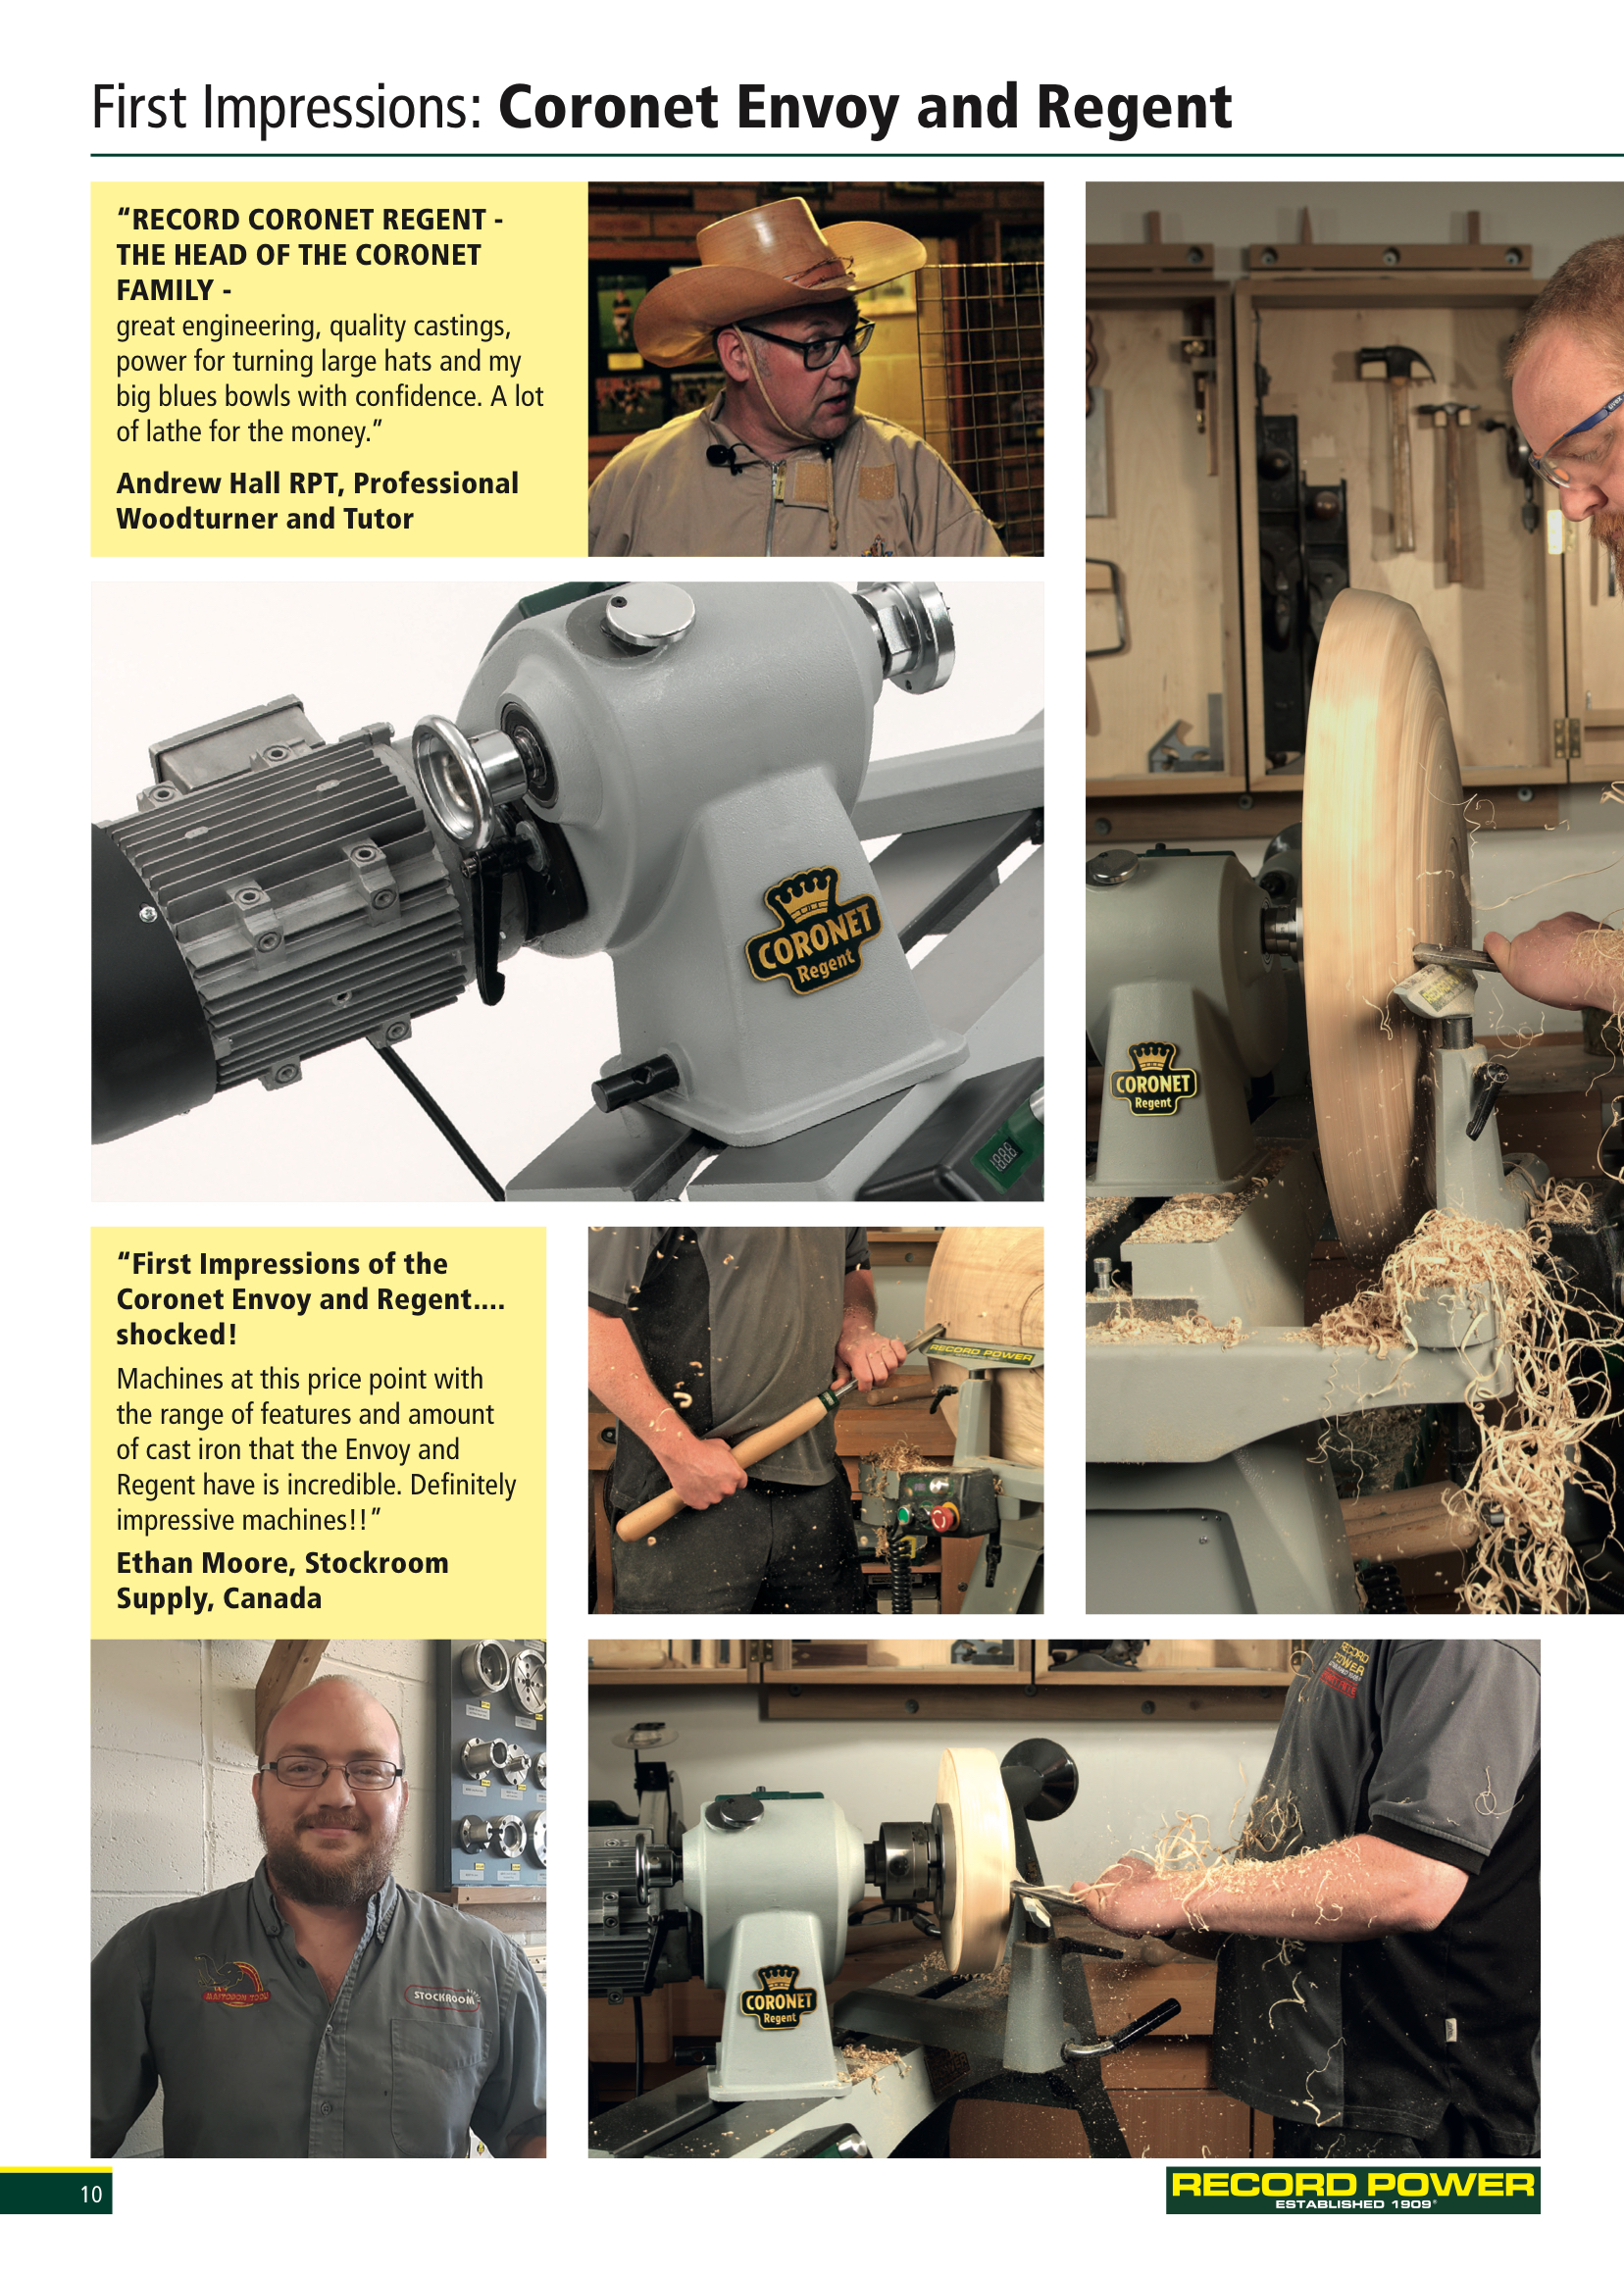 First Impressions: Coronet Envoy and Regent
“RECORD CORONET REGENT -
THE HEAD OF THE CORONET
FAMILY -
great engineering, quality castings,
power for turning large hats and my
big blues bowls with confidence. A lot
of lathe for the money.”
Andrew Hall RPT, Professional
Woodturner and Tutor
CORONET
Regent
CORONET
Regent
“First Impressions of the
Coronet Envoy and Regent....
shocked!
Machines at this price point with
the range of features and amount
of cast iron that the Envoy and
Regent have is incredible. Definitely
impressive machines!!”
Ethan Moore, Stockroom
Supply, Canada
RECORD POWER
RECORD
POWER
STOCKROOM
CORONET
Regent
10
RECORD POWER
ESTABLISHED 1909®